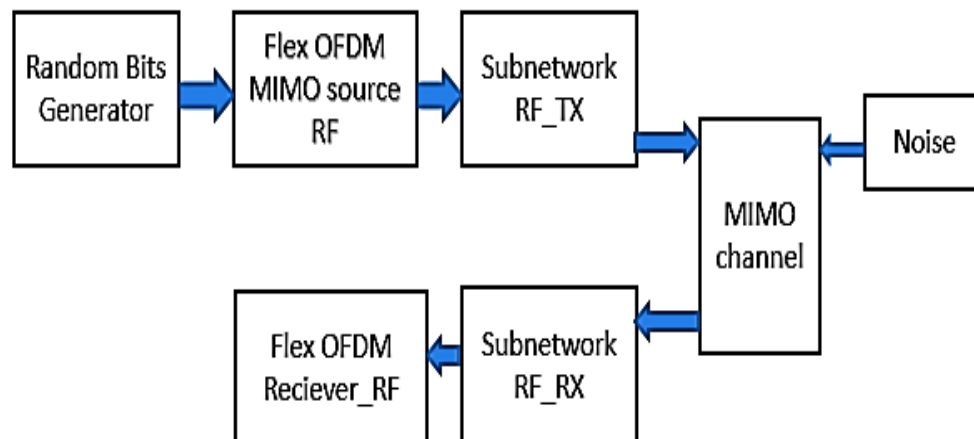 Random Bits
Generator
Flex OFDM
MIMO source
RF
Subnetwork
RF_TX
Noise
MIMO
channel
Flex OFDM
Reciever_RF
Subnetwork
RF_RX